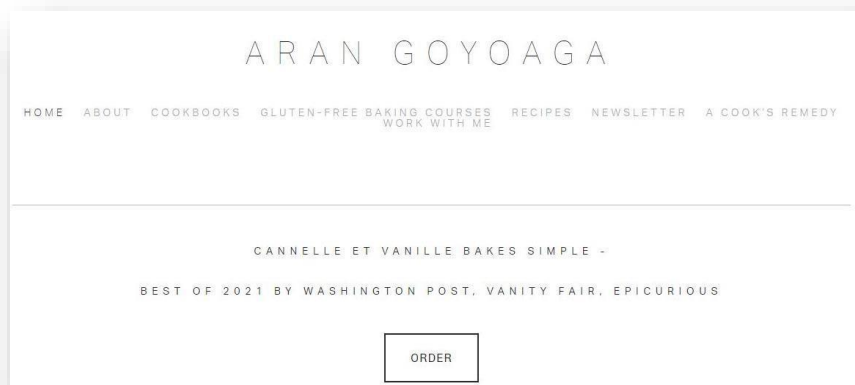 ARAN GOYOAGA
HOME ABOUT COOKBOOKS GLUTEN-FREE BAKING COURSES RECIPES NEWSLETTER A COOK'S REMEDY
WORK WITH ME
CANNELLE ET VANILLE BAKES SIMPLE -
BEST OF 2021 BY WASHINGTON POST, VANITY FAIR, EPICURIOUS
ORDER